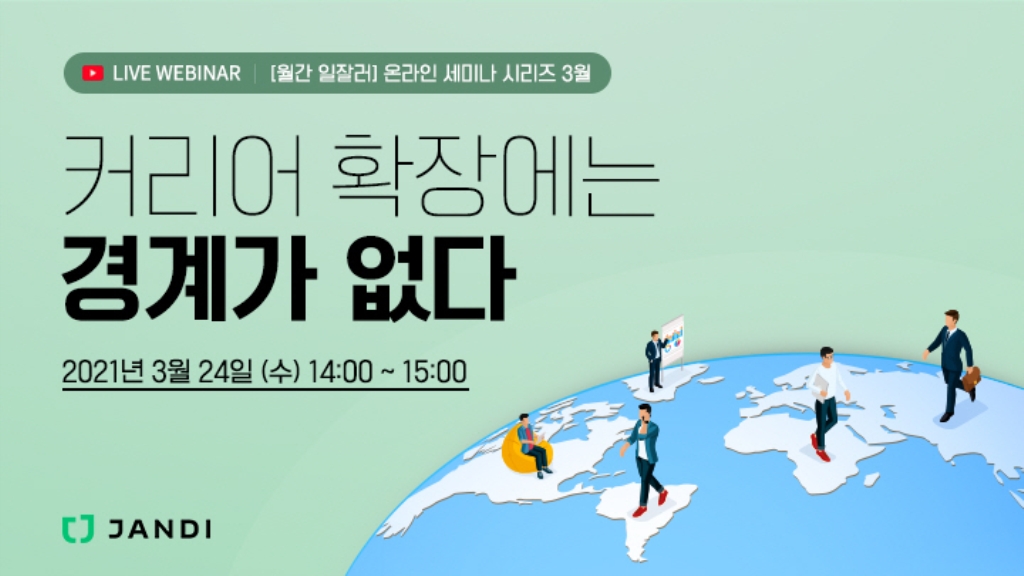 LIVE WEBINAR | [월간 일잘러] 온라인 세미나 시리즈 3월
커리어 확장에는
경계가 없다
2021년 3월 24일 (수) 14:00 ~ 15:00
JANDI